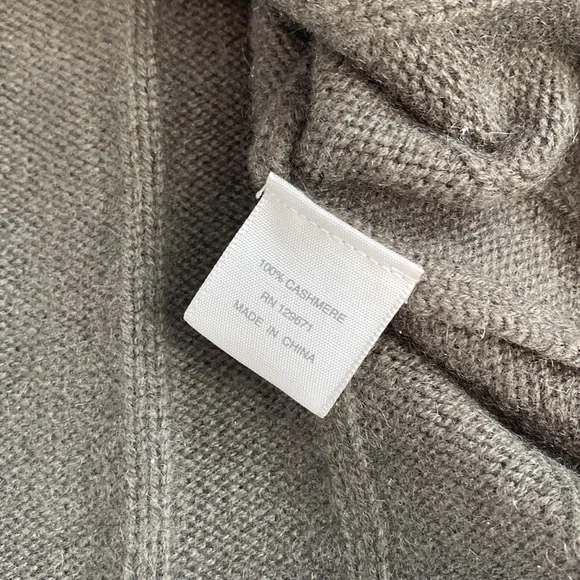 100% CASHMERE
RN 129671
MADE IN CHINA